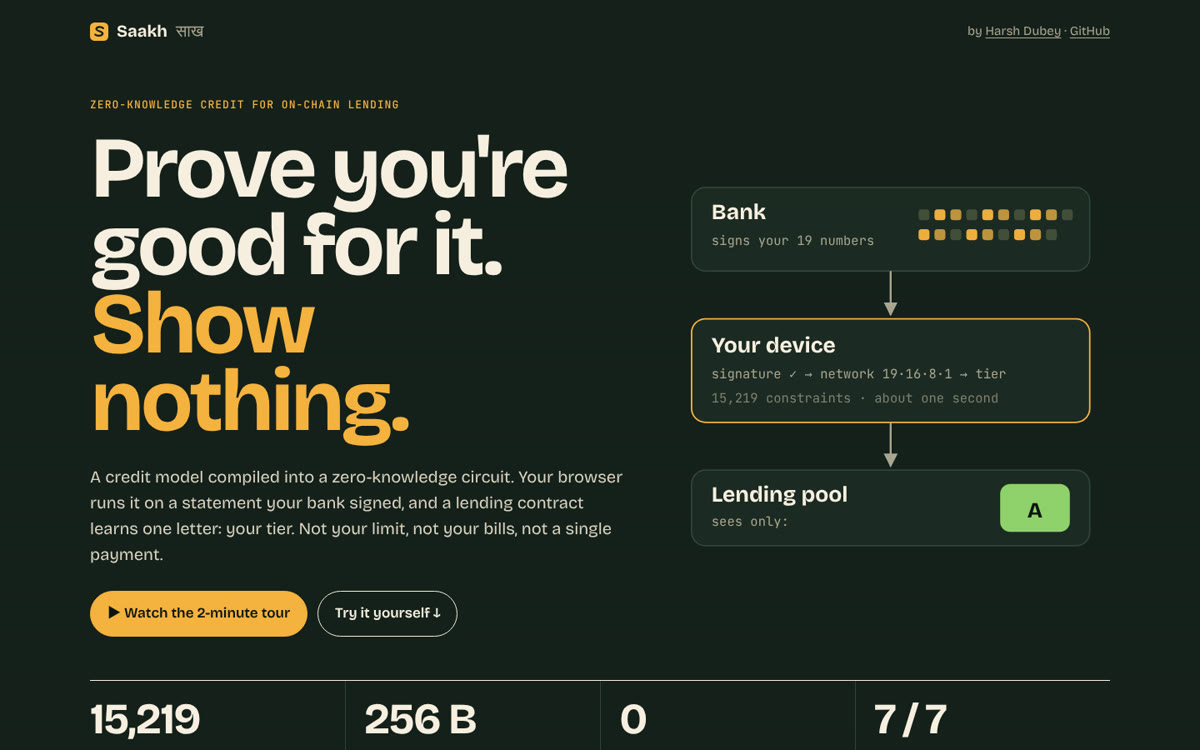 S Saakh साख
by Harsh Dubey · GitHub
ZERO-KNOWLEDGE CREDIT FOR ON-CHAIN LENDING
Prove you're
good for it.
Show
nothing.
A credit model compiled into a zero-knowledge circuit. Your browser
runs it on a statement your bank signed, and a lending contract
learns one letter: your tier. Not your limit, not your bills, not a single
payment.
▶ Watch the 2-minute tour
Try it yourself ↓
Bank
signs your 19 numbers
Your device
signature ✓ → network 19·16·8·1 → tier
15,219 constraints · about one second
Lending pool
sees only:
A
15,219
256 B
0
7 / 7